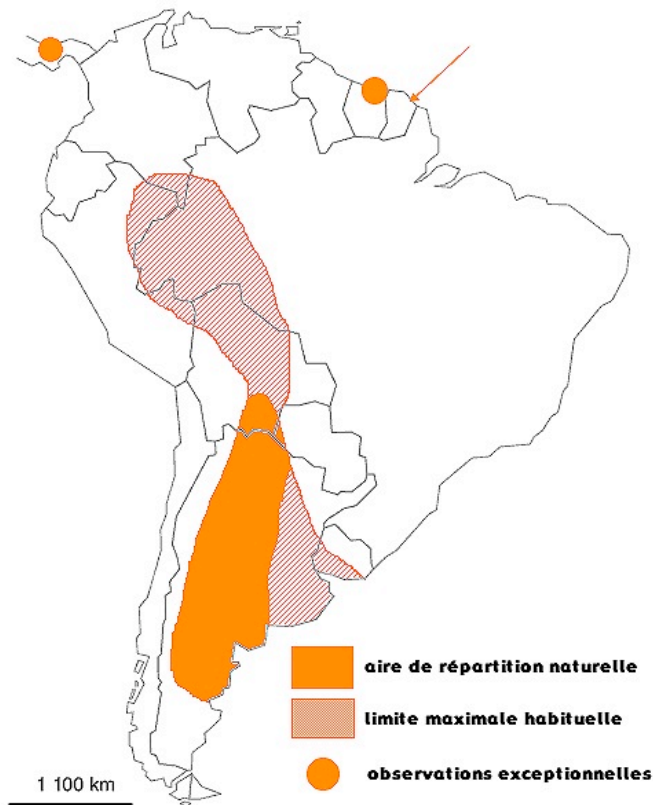 aire de répartition naturelle
limite maximale habituelle
observations exceptionnelles
1 100 km